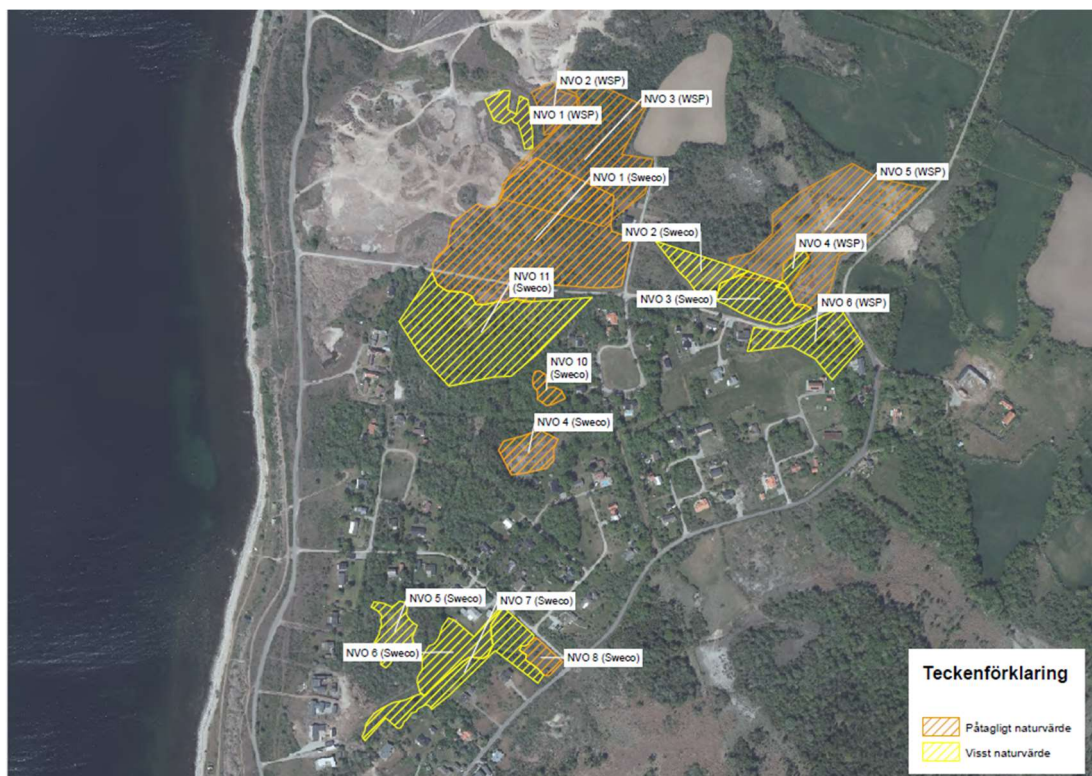 NVO 2 (WSP)
NVO 3 (WSP)
NVO 1 (WSP)
NVO 1 (Sweco)
NVO 5 (WSP)
NVO 2 (Sweco)
NVO 4 (WSP)
NVO 11
(Sweco)
NVO 3 (Sweco)
NVO 6 (WSP)
NVO 10
(Sweco)
NVO 4 (Sweco)
NVO 5 (Sweco)
NVO 7 (Sweco)
NVO 6 (Sweco)
NVO 8 (Sweco)
Teckenförklaring
Påtagligt naturvärde
Visst naturvärde